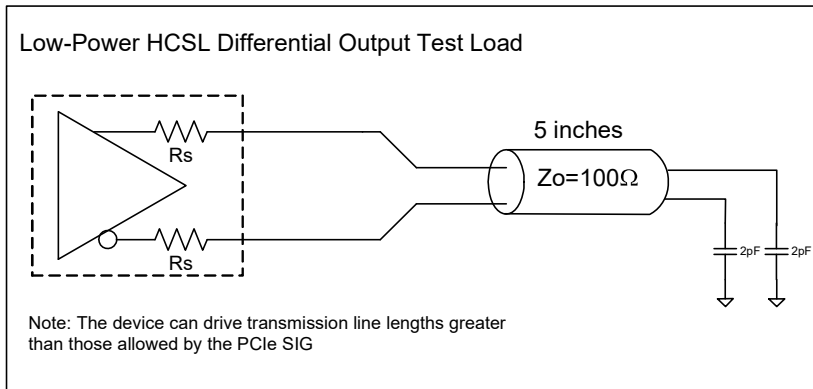 Low-Power HCSL Differential Output Test Load
Rs
5 inches
Zo=100Ω
Rs
2pF
2pF
Note: The device can drive transmission line lengths greater
than those allowed by the PCIe SIG